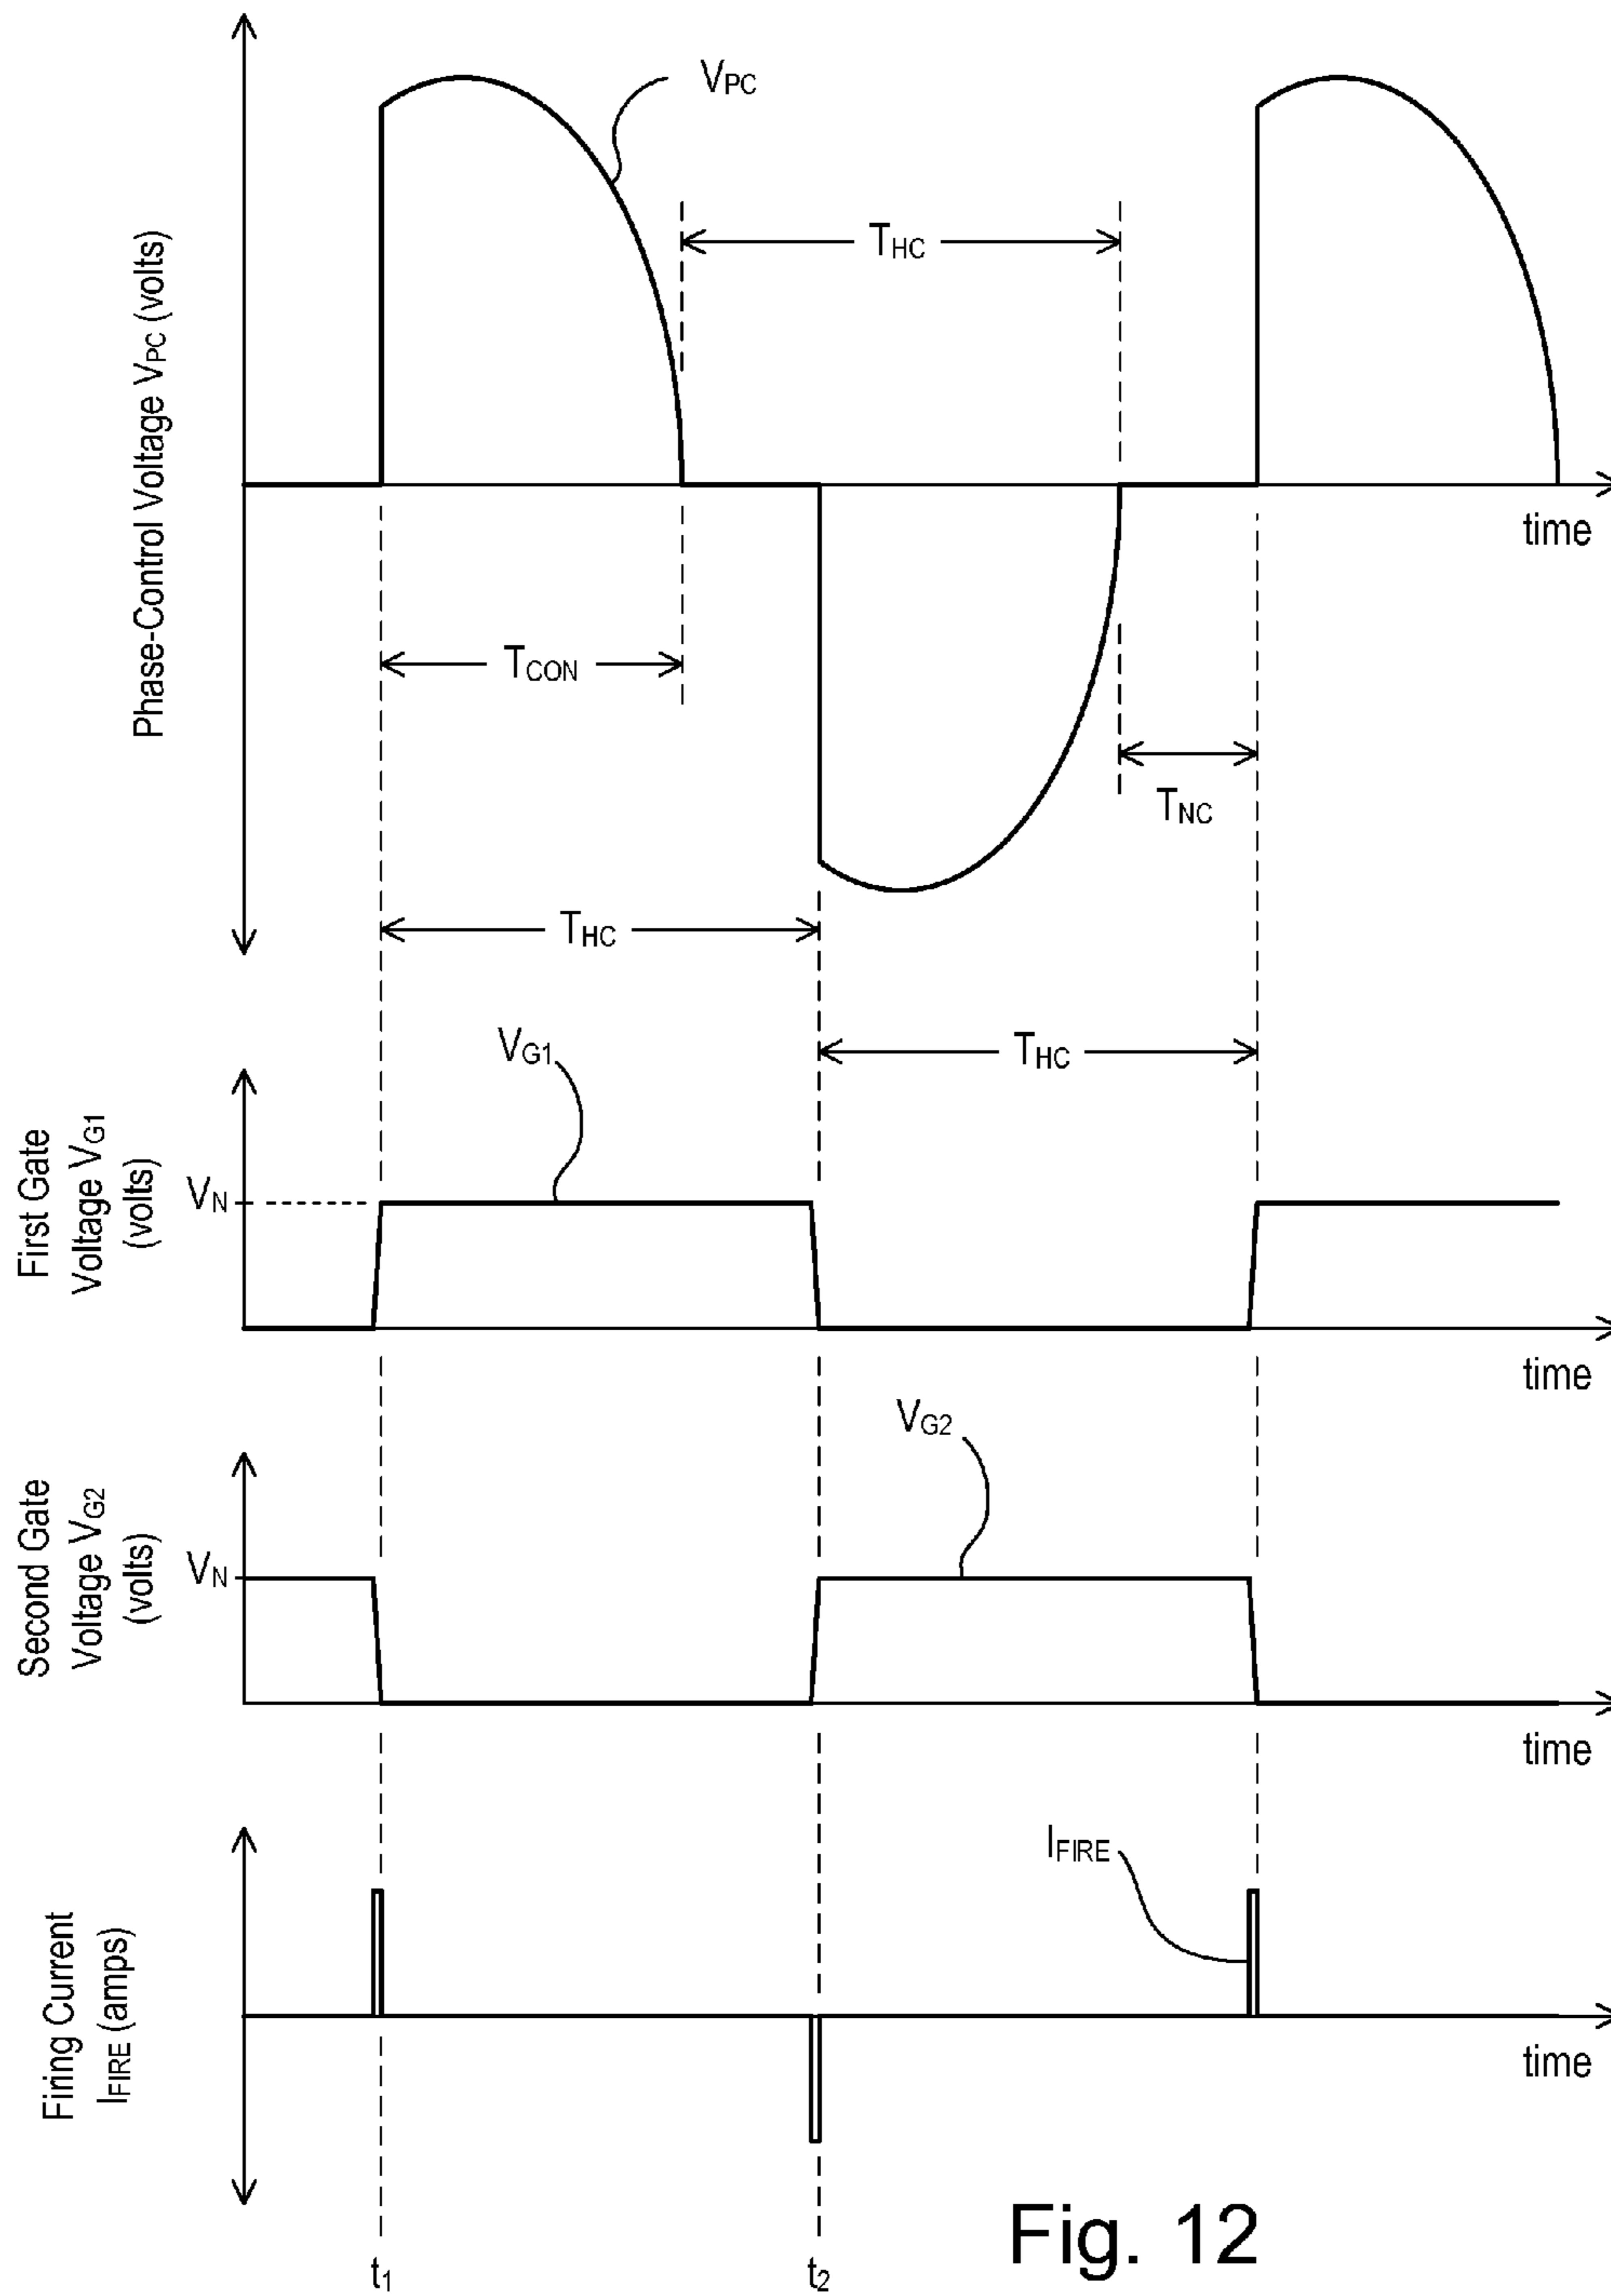 Phase-Control Voltage VPC (volts)
VPC
THC
time
TCON
TNC
THC
THC
First Gate
Voltage VG1
(volts)
VG1
VN
time
Second Gate
Voltage VG2
(volts)
VG2
VN
time
Firing Current
IFIRE (amps)
IFIRE
time
t1
t2
Fig. 12